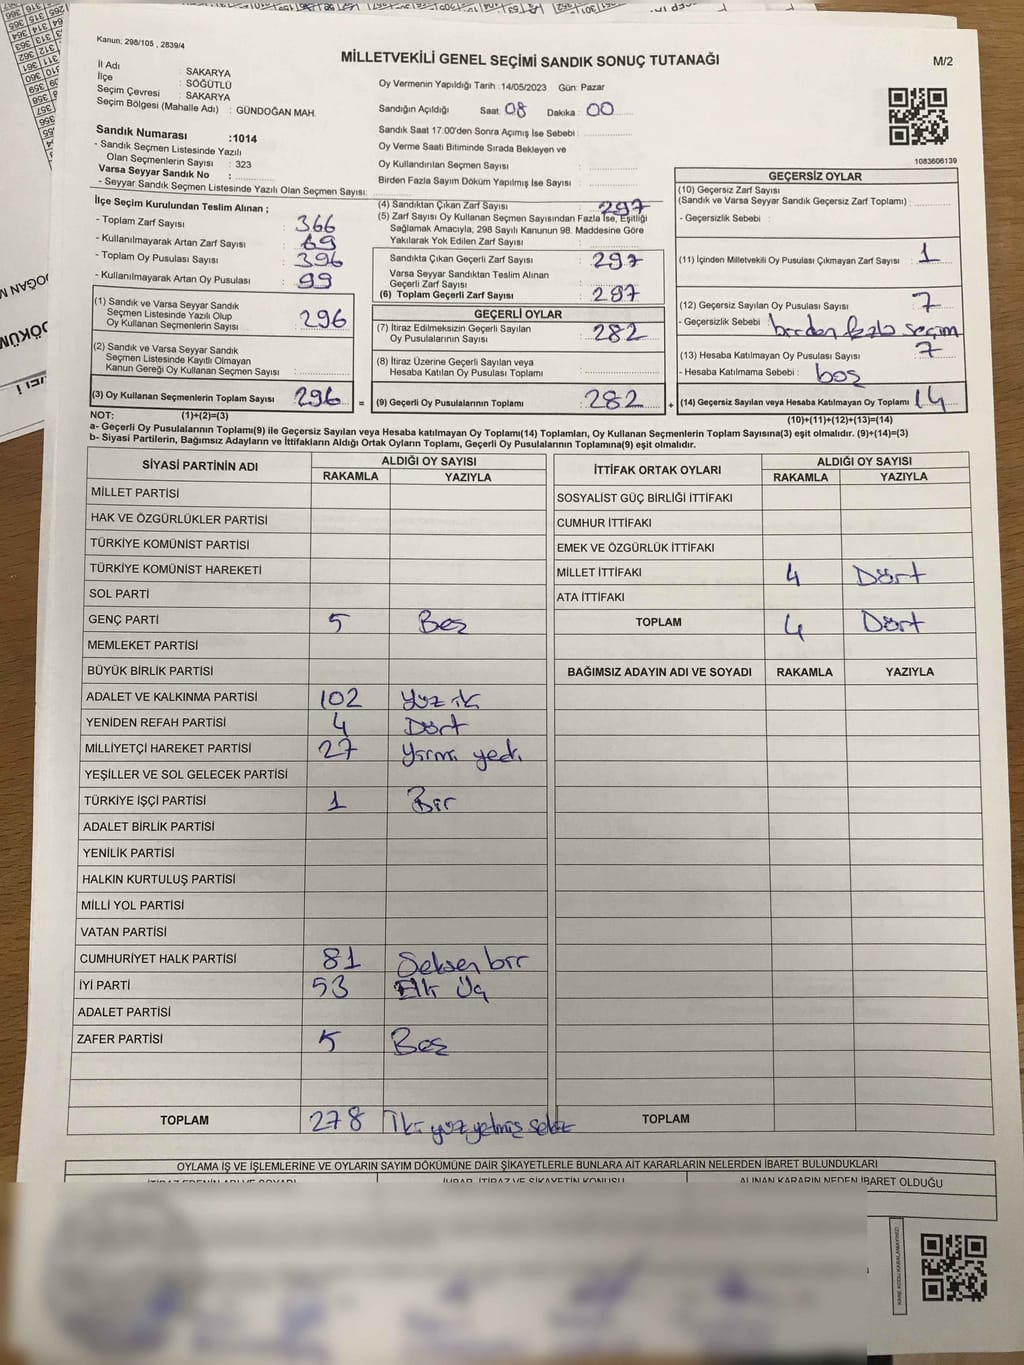 Kanun; 298/105 , 2839/4
MİLLETVEKİLİ GENEL SEÇİMİ SANDIK SONUÇ TUTANAĞI
M/2
İl Adı : SAKARYA
İlçe : SÖĞÜTLÜ
Seçim Çevresi : SAKARYA
Seçim Bölgesi (Mahalle Adı) : GÜNDOĞAN MAH.
Sandık Numarası :1014
- Sandık Seçmen Listesinde Yazılı
Olan Seçmenlerin Sayısı : 323
Varsa Seyyar Sandık No :
- Seyyar Sandık Seçmen Listesinde Yazılı Olan Seçmen Sayısı:
Oy Vermenin Yapıldığı Tarih : 14/05/2023 Gün: Pazar
Sandığın Açıldığı Saat: 08 Dakika: 00
Sandık Saat 17:00'den Sonra Açımış İse Sebebi :
Oy Verme Saati Bitiminde Sırada Bekleyen ve
Oy Kullandırılan Seçmen Sayısı :
Birden Fazla Sayım Döküm Yapılmış İse Sayısı :
1083606139
İlçe Seçim Kurulundan Teslim Alınan ;
- Toplam Zarf Sayısı : 366
- Kullanılmayarak Artan Zarf Sayısı : 69
- Toplam Oy Pusulası Sayısı : 396
- Kullanılmayarak Artan Oy Pusulası : 99
(1) Sandık ve Varsa Seyyar Sandık
Seçmen Listesinde Yazılı Olup
Oy Kullanan Seçmenlerin Sayısı : 296
(2) Sandık ve Varsa Seyyar Sandık
Seçmen Listesinde Kayıtlı Olmayan
Kanun Gereği Oy Kullanan Seçmen Sayısı :
(3) Oy Kullanan Seçmenlerin Toplam Sayısı : 296 =
(4) Sandıktan Çıkan Zarf Sayısı : 297
(5) Zarf Sayısı Oy Kullanan Seçmen Sayısından Fazla İse, Eşitliği
Sağlamak Amacıyla, 298 Sayılı Kanunun 98. Maddesine Göre
Yakılarak Yok Edilen Zarf Sayısı :
Sandıkta Çıkan Geçerli Zarf Sayısı : 297
Varsa Seyyar Sandıktan Teslim Alınan
Geçerli Zarf Sayısı :
(6) Toplam Geçerli Zarf Sayısı : 297
GEÇERLİ OYLAR
(7) İtiraz Edilmeksizin Geçerli Sayılan
Oy Pusulalarının Sayısı : 282
(8) İtiraz Üzerine Geçerli Sayılan veya
Hesaba Katılan Oy Pusulası Toplamı :
(9) Geçerli Oy Pusulalarının Toplamı : 282 +
GEÇERSİZ OYLAR
(10) Geçersiz Zarf Sayısı
(Sandık ve Varsa Seyyar Sandık Geçersiz Zarf Toplamı) :
- Geçersizlik Sebebi :
(11) İçinden Milletvekili Oy Pusulası Çıkmayan Zarf Sayısı : 1
(12) Geçersiz Sayılan Oy Pusulası Sayısı : 7
- Geçersizlik Sebebi : birden fazla seçim
(13) Hesaba Katılmayan Oy Pusulası Sayısı : 7
- Hesaba Katılmama Sebebi : boş
(14) Geçersiz Sayılan veya Hesaba Katılmayan Oy Toplamı : 14
NOT: (1)+(2)=(3)
(10)+(11)+(12)+(13)=(14)
a- Geçerli Oy Pusulalarının Toplamı(9) ile Geçersiz Sayılan veya Hesaba katılmayan Oy Toplamı(14) Toplamları, Oy Kullanan Seçmenlerin Toplam Sayısına(3) eşit olmalıdır. (9)+(14)=(3)
b- Siyasi Partilerin, Bağımsız Adayların ve İttifakların Aldığı Ortak Oyların Toplamı, Geçerli Oy Pusulalarının Toplamına(9) eşit olmalıdır.
SİYASİ PARTİNİN ADI
ALDIĞI OY SAYISI
RAKAMLA YAZIYLA
MİLLET PARTİSİ
HAK VE ÖZGÜRLÜKLER PARTİSİ
TÜRKİYE KOMÜNİST PARTİSİ
TÜRKİYE KOMÜNİST HAREKETİ
SOL PARTİ
GENÇ PARTİ 5 Beş
MEMLEKET PARTİSİ
BÜYÜK BİRLİK PARTİSİ
ADALET VE KALKINMA PARTİSİ 102 Yüz iki
YENİDEN REFAH PARTİSİ 4 Dört
MİLLİYETÇİ HAREKET PARTİSİ 27 Yirmi yedi
YEŞİLLER VE SOL GELECEK PARTİSİ
TÜRKİYE İŞÇİ PARTİSİ 1 Bir
ADALET BİRLİK PARTİSİ
YENİLİK PARTİSİ
HALKIN KURTULUŞ PARTİSİ
MİLLİ YOL PARTİSİ
VATAN PARTİSİ
CUMHURİYET HALK PARTİSİ 81 Seksen bir
İYİ PARTİ 53 Elli Üç
ADALET PARTİSİ
ZAFER PARTİSİ 5 Beş
TOPLAM 278 İki yüz yetmiş sekiz
İTTİFAK ORTAK OYLARI
ALDIĞI OY SAYISI
RAKAMLA YAZIYLA
SOSYALİST GÜÇ BİRLİĞİ İTTİFAKI
CUMHUR İTTİFAKI
EMEK VE ÖZGÜRLÜK İTTİFAKI
MİLLET İTTİFAKI 4 Dört
ATA İTTİFAKI
TOPLAM 4 Dört
BAĞIMSIZ ADAYIN ADI VE SOYADI RAKAMLA YAZIYLA
TOPLAM
OYLAMA İŞ VE İŞLEMLERİNE VE OYLARIN SAYIM DÖKÜMÜNE DAİR ŞİKAYETLERLE BUNLARA AİT KARARLARIN NELERDEN İBARET BULUNDUKLARI
ALINAN KARARIN NEDEN İBARET OLDUĞU
KARE KODU KARALAMAYINIZ!